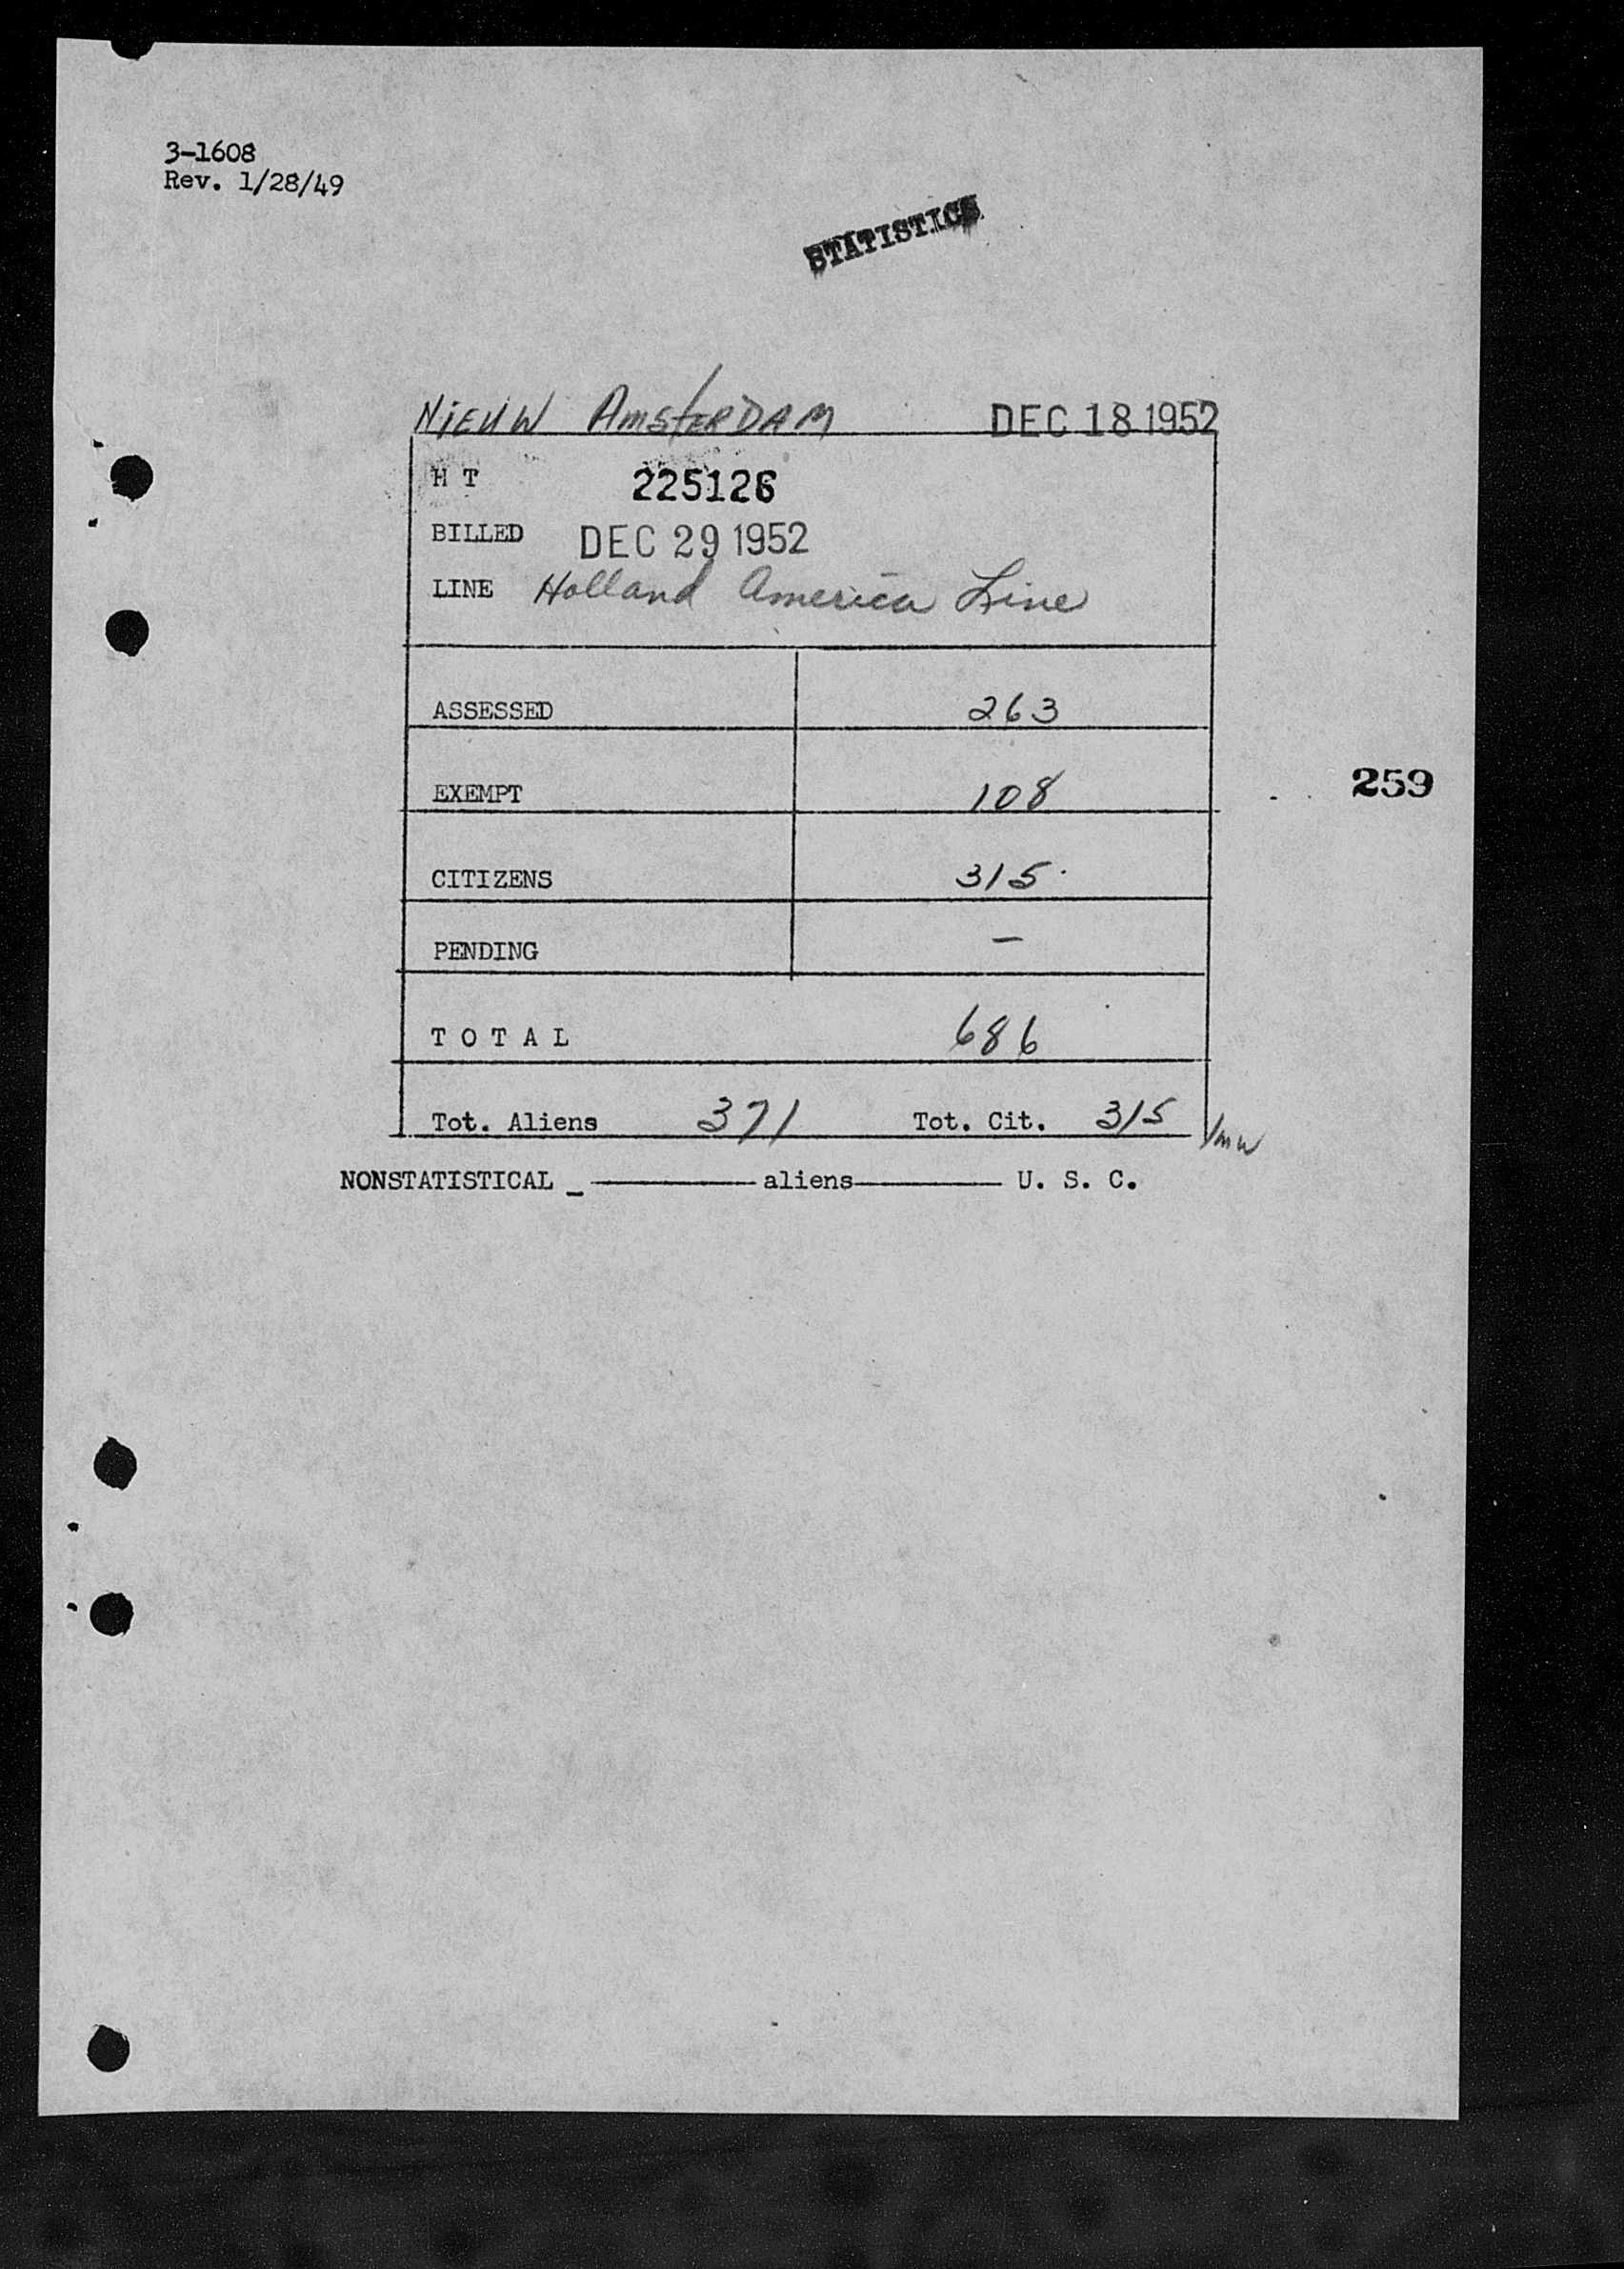 3-1608
Rev. 1/28/49
STATISTICS
Nieuw Amsterdam DEC 18 1952
H T 225126
BILLED DEC 29 1952
LINE Holland America Line
ASSESSED 263
EXEMPT 108
259
CITIZENS 315
PENDING –
T O T A L 686
Tot. Aliens 371 Tot. Cit. 315
NONSTATISTICAL _ ———— aliens ———— U. S. C.